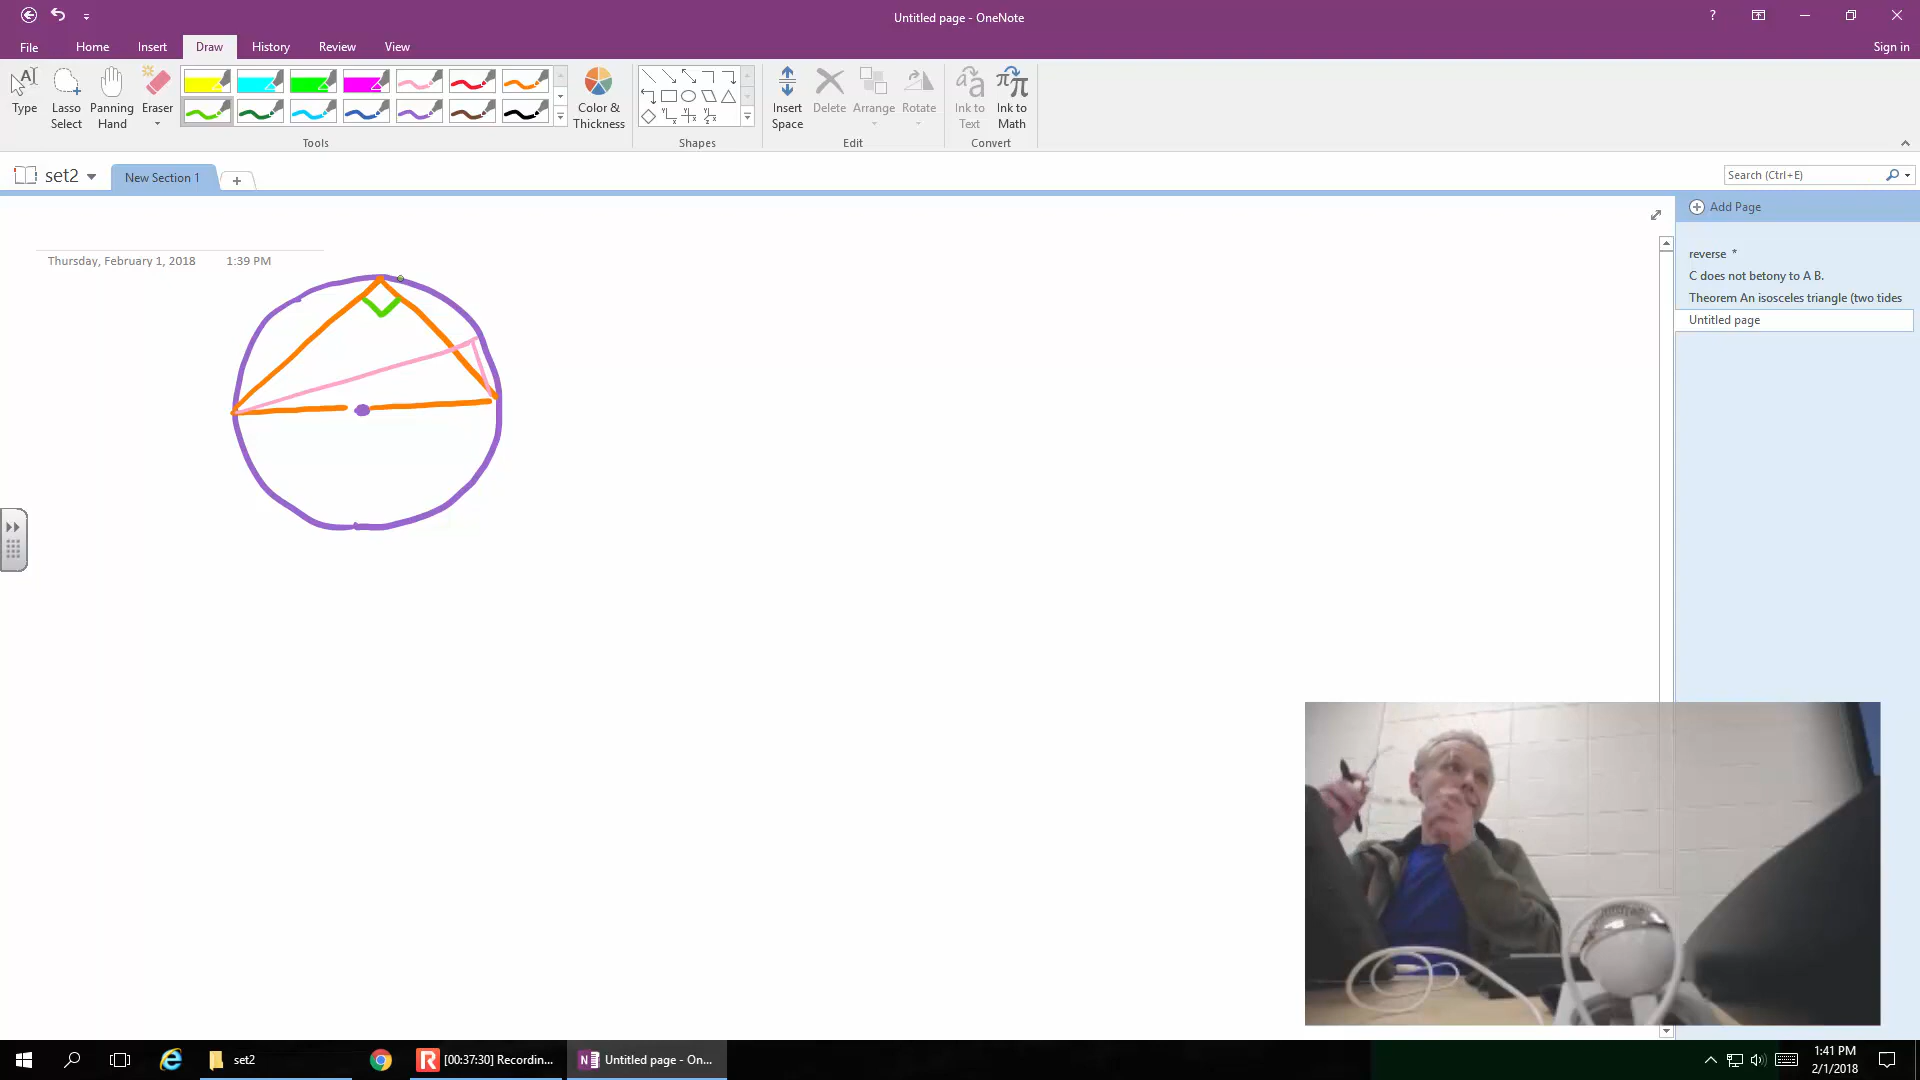 Untitled page - OneNote
File Home Insert Draw History Review View
Sign in
Type
Lasso Select
Panning Hand
Eraser
Color & Thickness
Insert Space
Delete
Arrange
Rotate
Ink to Text
Ink to Math
Tools
Shapes
Edit
Convert
set2
New Section 1
Search (Ctrl+E)
Add Page
Thursday, February 1, 2018 1:39 PM
reverse *
C does not betony to A B.
Theorem An isosceles triangle (two tides
Untitled page
set2
[00:37:30] Recordin...
Untitled page - On...
1:41 PM
2/1/2018